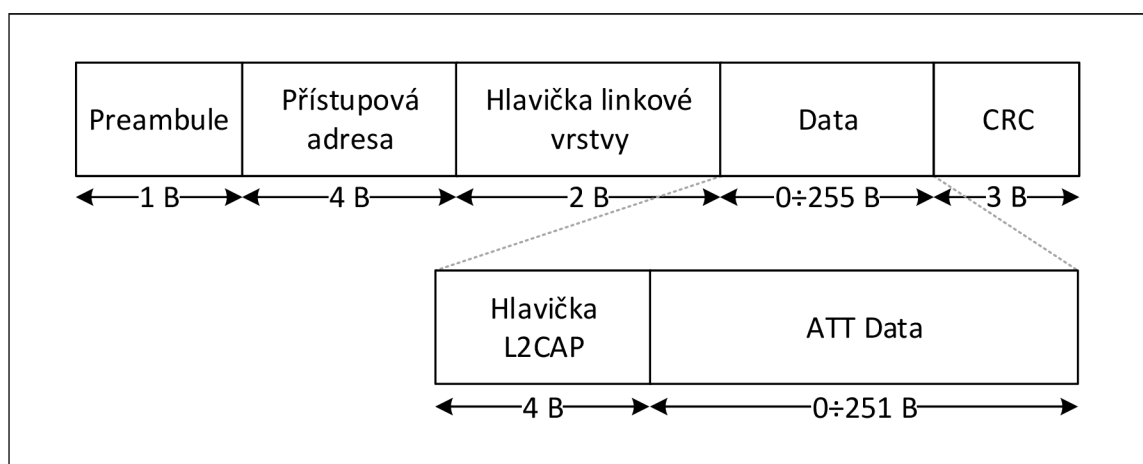 Preambule
Přístupová
adresa
Hlavička linkové
vrstvy
Data
CRC
1 B
4 B
2 B
0÷255 B
3 B
Hlavička
L2CAP
ATT Data
4 B
0÷251 B